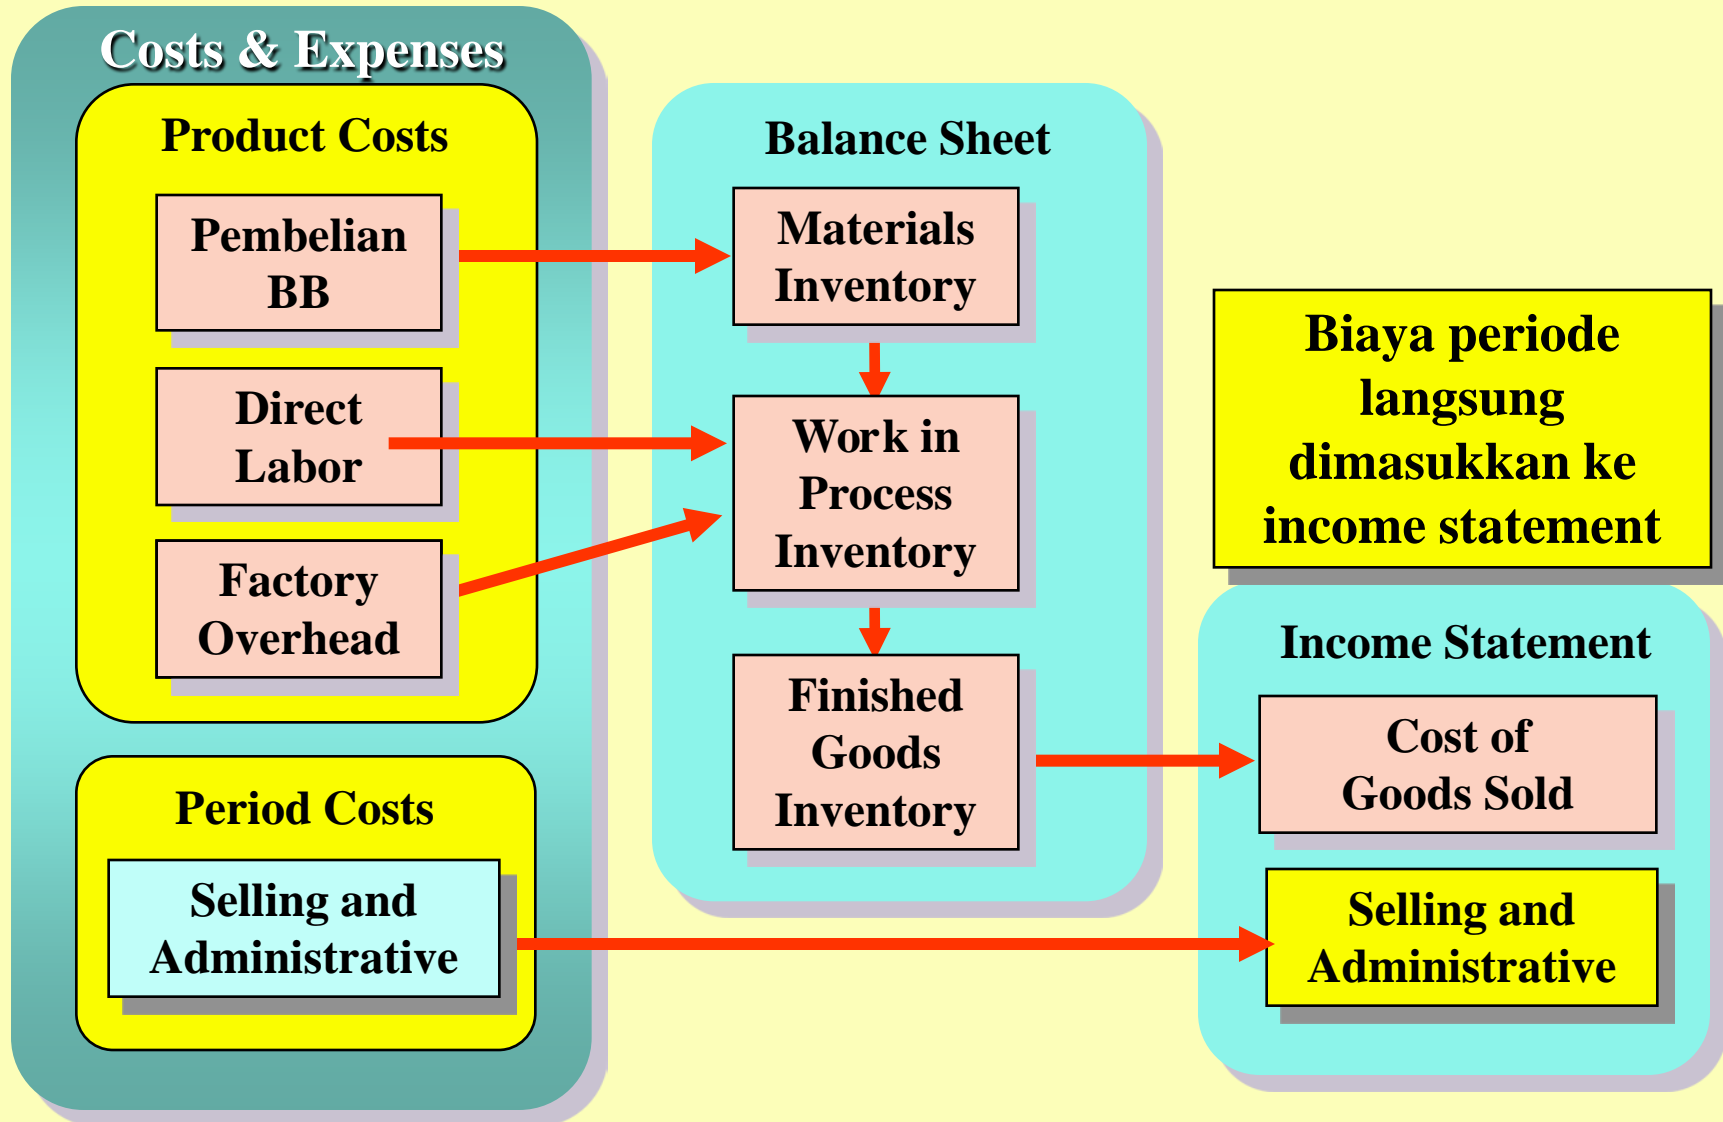 Costs & Expenses
Product Costs
Pembelian
BB
Direct
Labor
Factory
Overhead
Period Costs
Selling and
Administrative
Balance Sheet
Materials
Inventory
Work in
Process
Inventory
Finished
Goods
Inventory
Biaya periode
langsung
dimasukkan ke
income statement
Income Statement
Cost of
Goods Sold
Selling and
Administrative